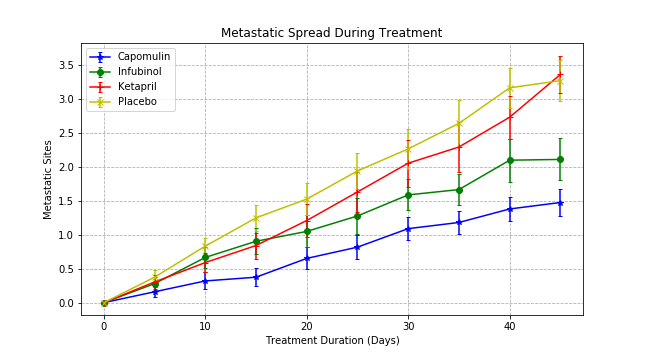 Metastatic Spread During Treatment
Capomulin
Infubinol
Ketapril
Placebo
3.5
3.0
2.5
2.0
1.5
1.0
0.5
0.0
Metastatic Sites
0 10 20 30 40
Treatment Duration (Days)